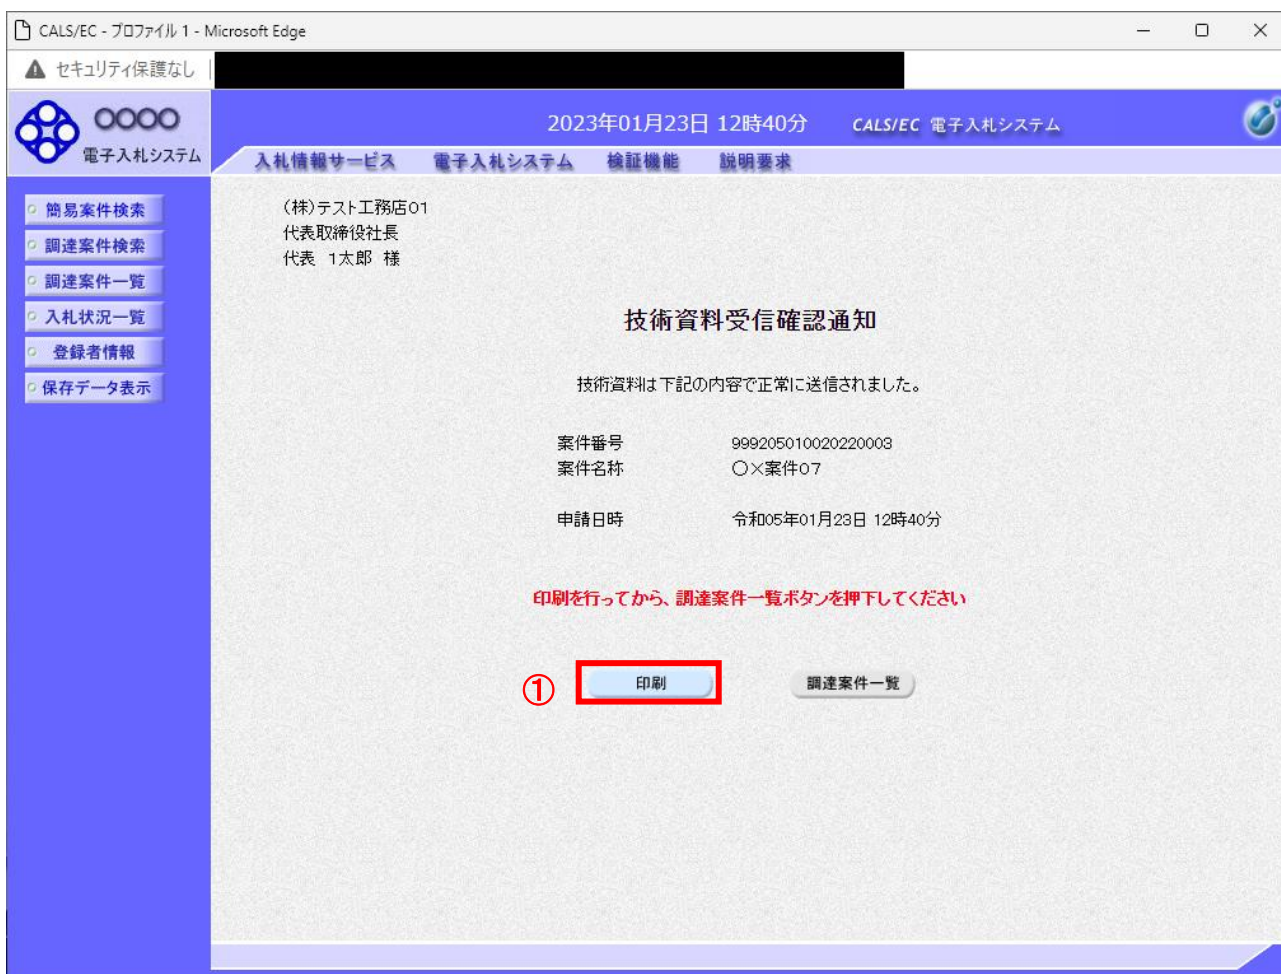 CALS/EC - プロファイル 1 - Microsoft Edge
セキュリティ保護なし
〇〇〇〇
電子入札システム
2023年01月23日 12時40分
CALS/EC 電子入札システム
入札情報サービス 電子入札システム 検証機能 説明要求
簡易案件検索
調達案件検索
調達案件一覧
入札状況一覧
登録者情報
保存データ表示
(株)テスト工務店01
代表取締役社長
代表 1太郎 様
技術資料受信確認通知
技術資料は下記の内容で正常に送信されました。
案件番号 999205010020220003
案件名称 〇×案件07
申請日時 令和05年01月23日 12時40分
印刷を行ってから、調達案件一覧ボタンを押下してください
① 印刷 調達案件一覧